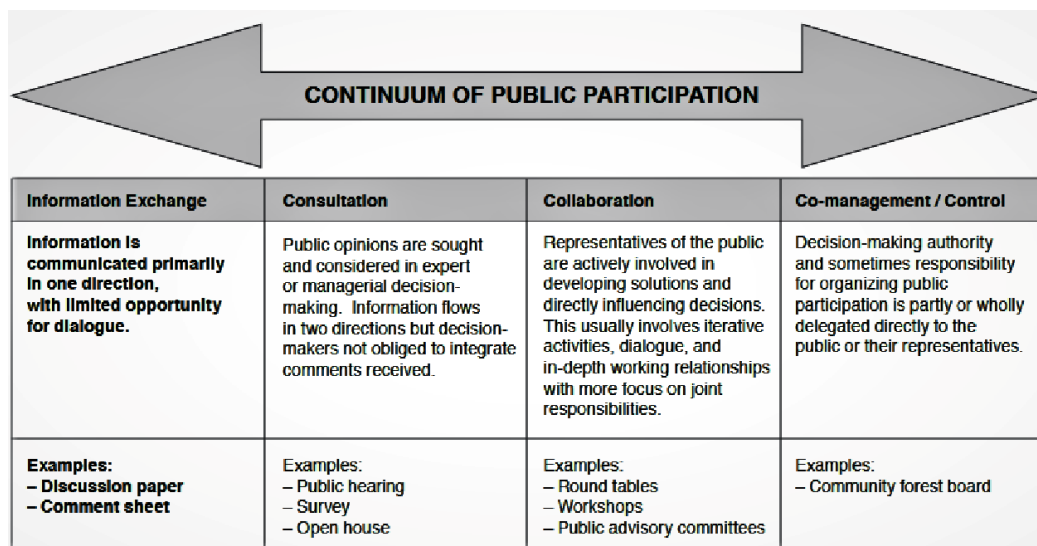 CONTINUUM OF PUBLIC PARTICIPATION
Information Exchange
Consultation
Collaboration
Co-management / Control
Information is
communicated primarily
in one direction,
with limited opportunity
for dialogue.
Public opinions are sought
and considered in expert
or managerial decision-
making.  Information flows
in two directions but decision-
makers not obliged to integrate
comments received.
Representatives of the public
are actively involved in
developing solutions and
directly influencing decisions.
This usually involves iterative
activities, dialogue, and
in-depth working relationships
with more focus on joint
responsibilities.
Decision-making authority
and sometimes responsibility
for organizing public
participation is partly or wholly
delegated directly to the
public or their representatives.
Examples:
– Discussion paper
– Comment sheet
Examples:
– Public hearing
– Survey
– Open house
Examples:
– Round tables
– Workshops
– Public advisory committees
Examples:
– Community forest board